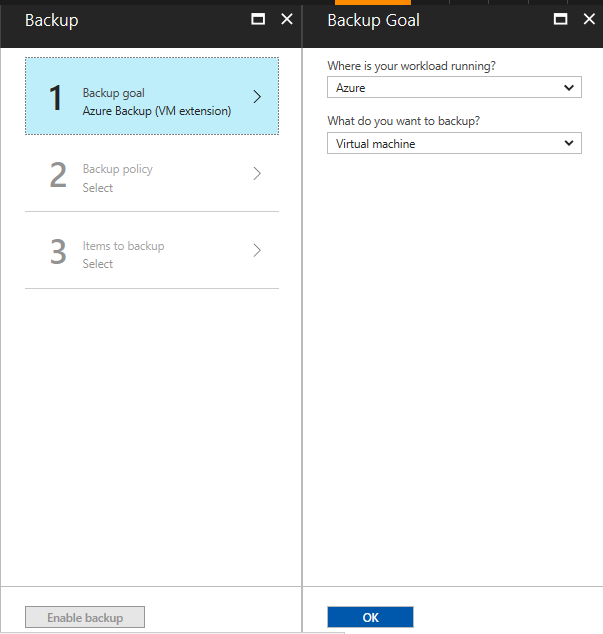 Backup
1
Backup goal
Azure Backup (VM extension)
2
Backup policy
Select
3
Items to backup
Select
Enable backup
Backup Goal
Where is your workload running?
Azure
What do you want to backup?
Virtual machine
OK